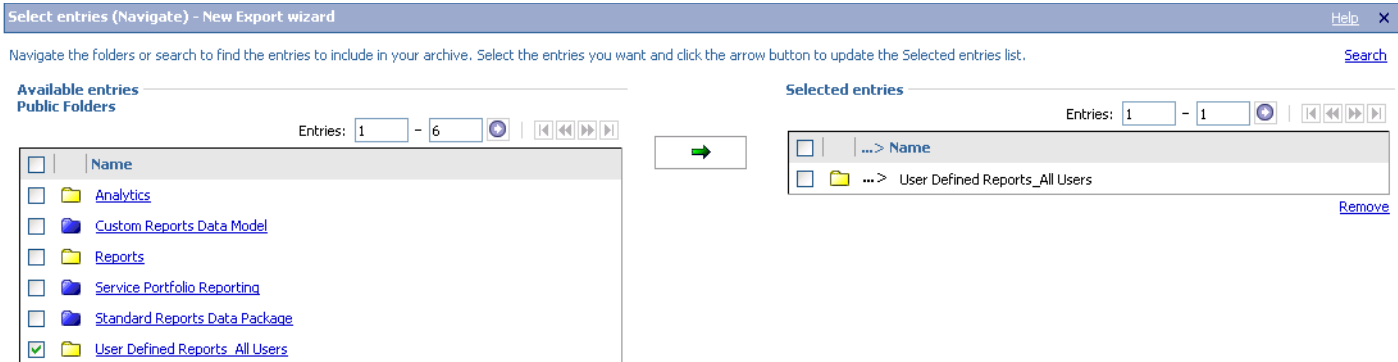 Select entries (Navigate) - New Export wizard
Help
Navigate the folders or search to find the entries to include in your archive. Select the entries you want and click the arrow button to update the Selected entries list.
Search
Available entries
Public Folders
Entries: 1 - 6
Name
Analytics
Custom Reports Data Model
Reports
Service Portfolio Reporting
Standard Reports Data Package
User Defined Reports_All Users
Selected entries
Entries: 1 - 1
...> Name
...> User Defined Reports_All Users
Remove